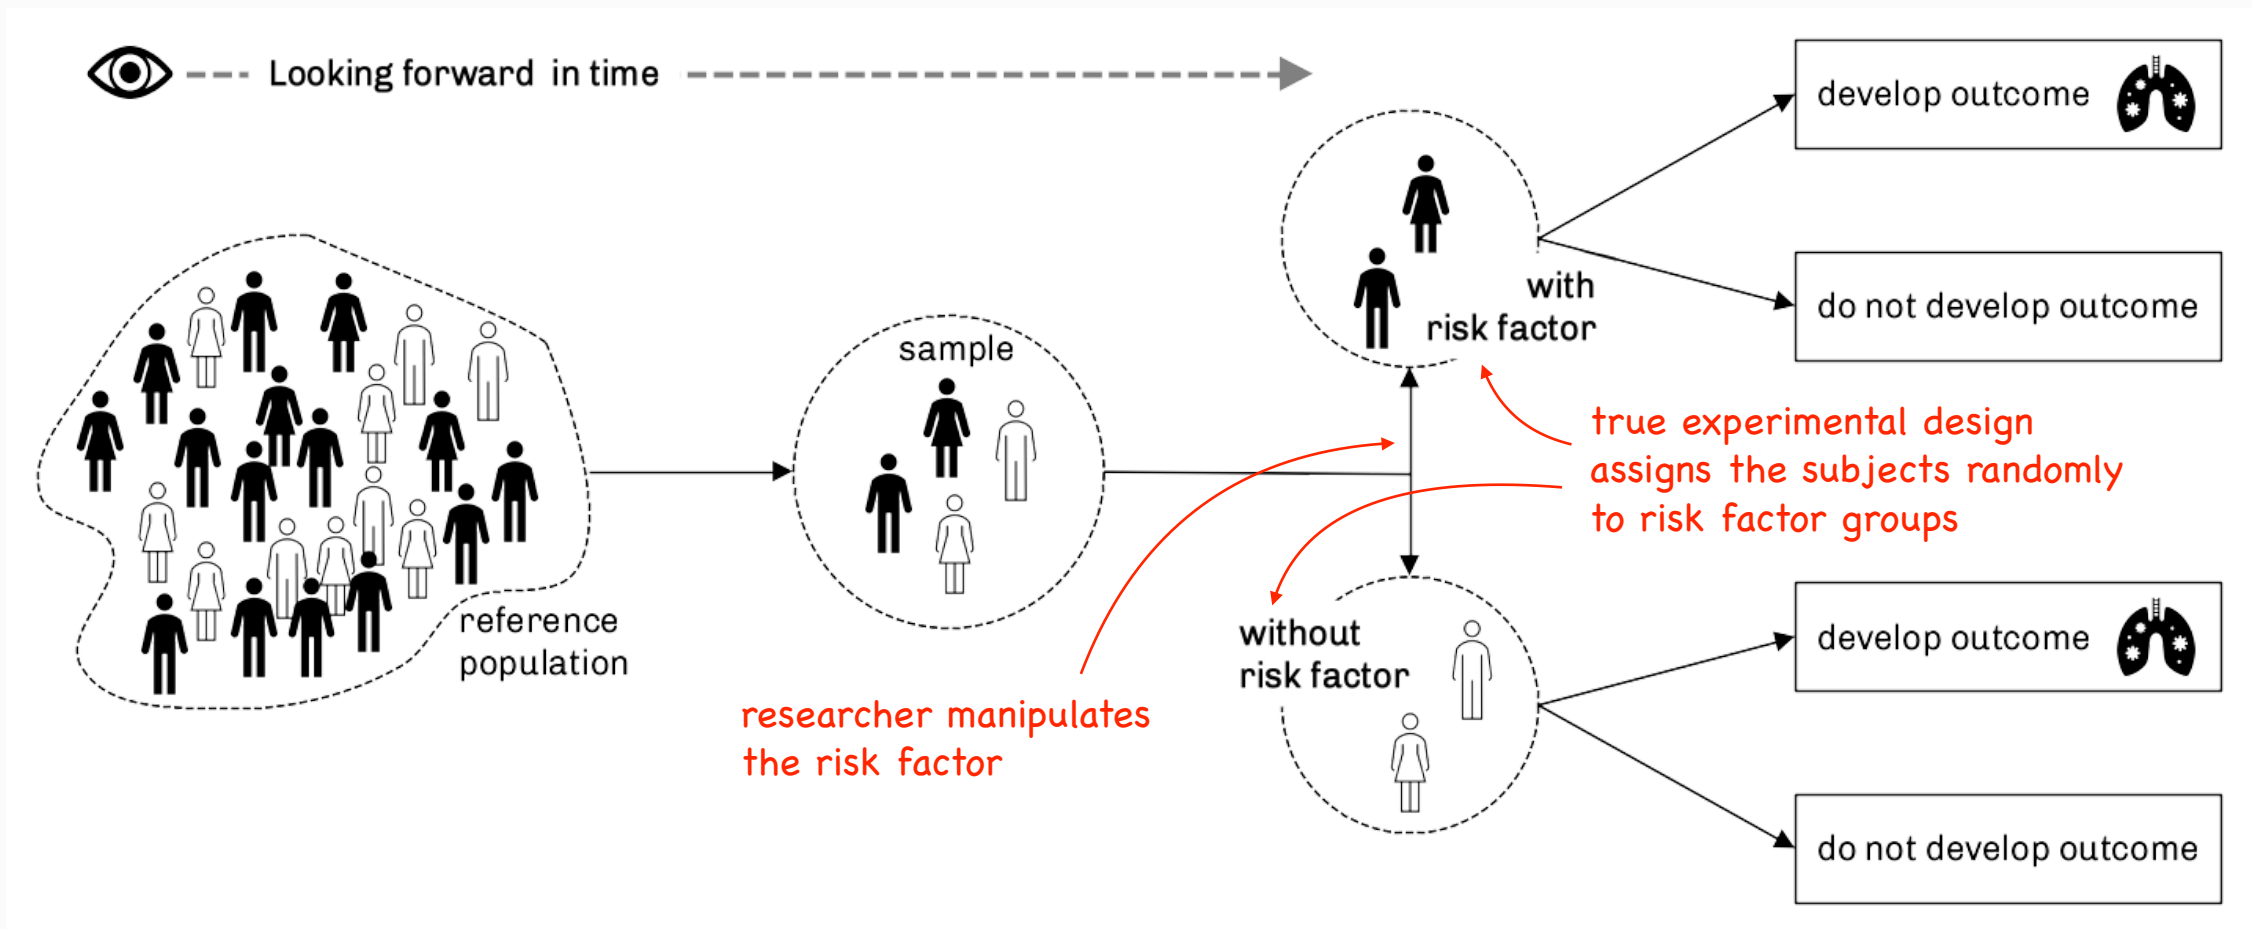 Looking forward in time
develop outcome
do not develop outcome
with
risk factor
sample
true experimental design
assigns the subjects randomly
to risk factor groups
reference
population
without
risk factor
researcher manipulates
the risk factor
develop outcome
do not develop outcome